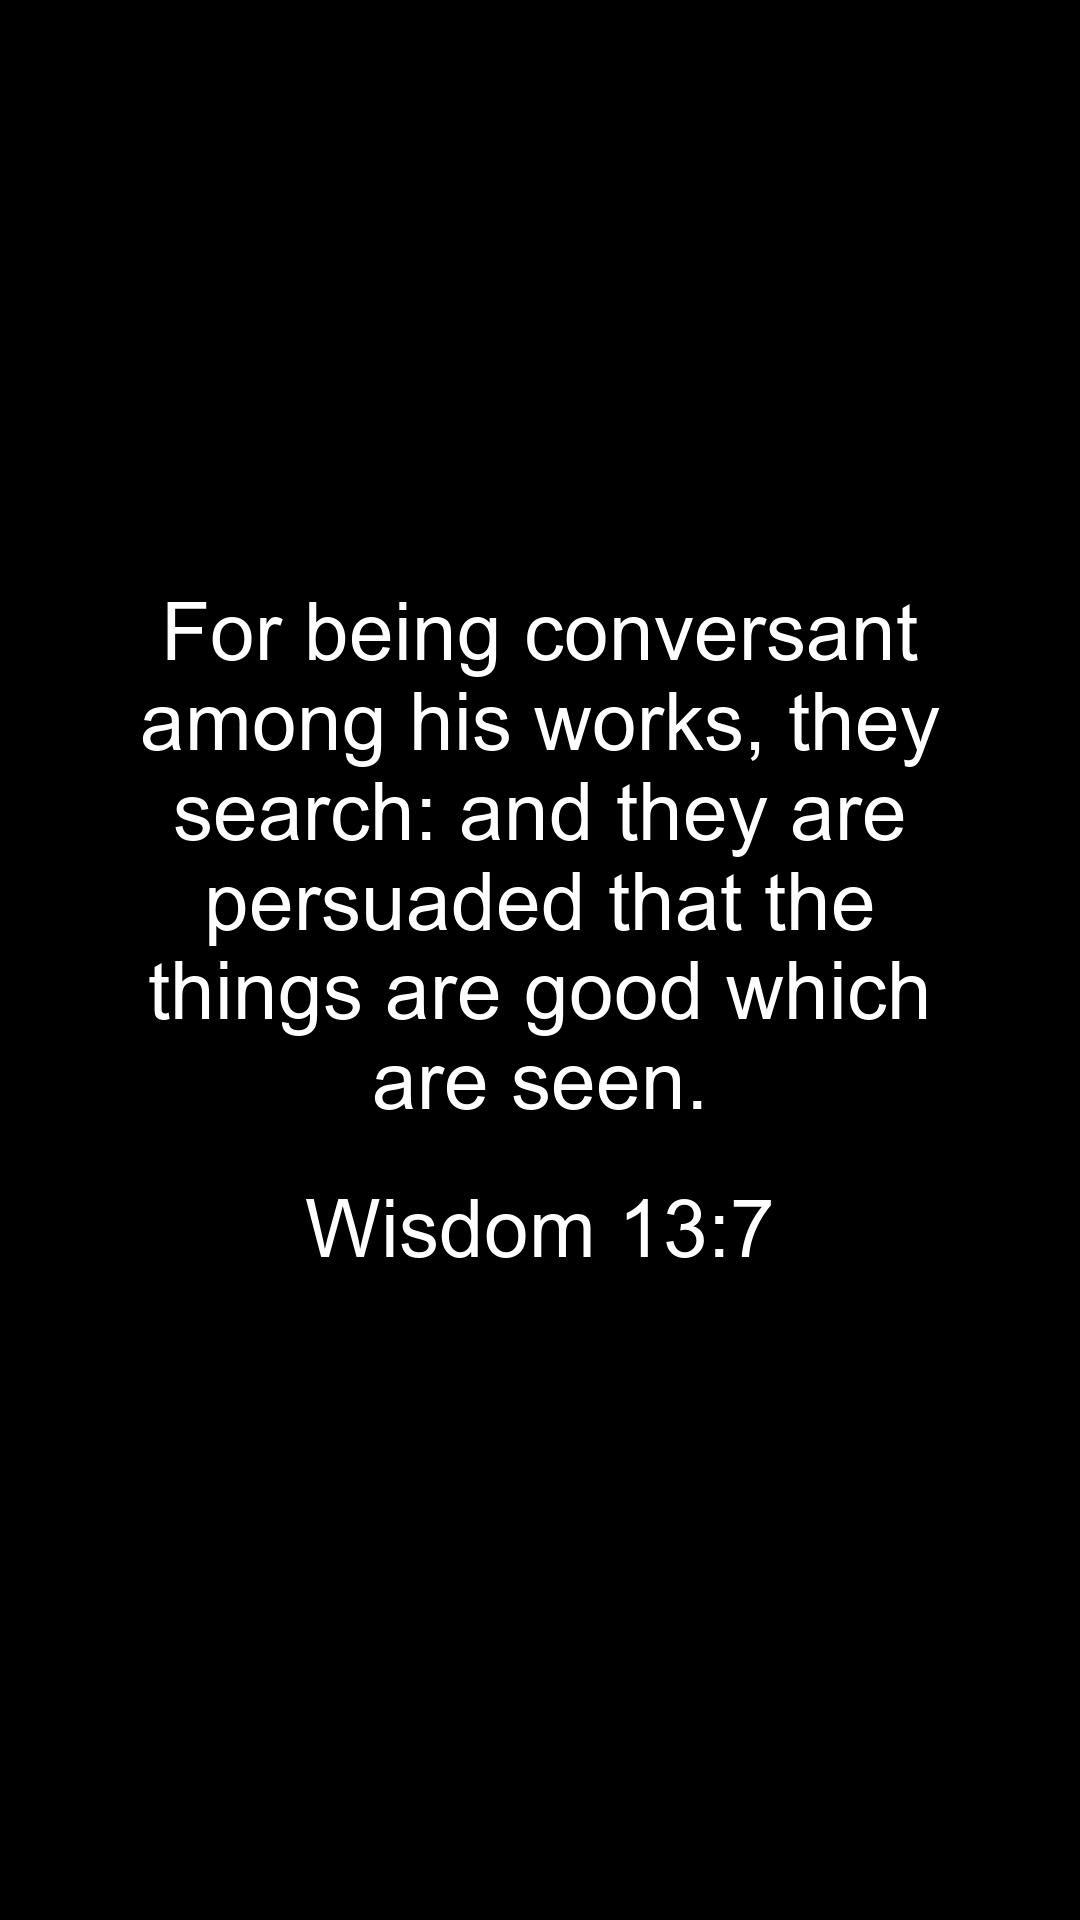 For being conversant
among his works, they
search: and they are
persuaded that the
things are good which
are seen.
Wisdom 13:7